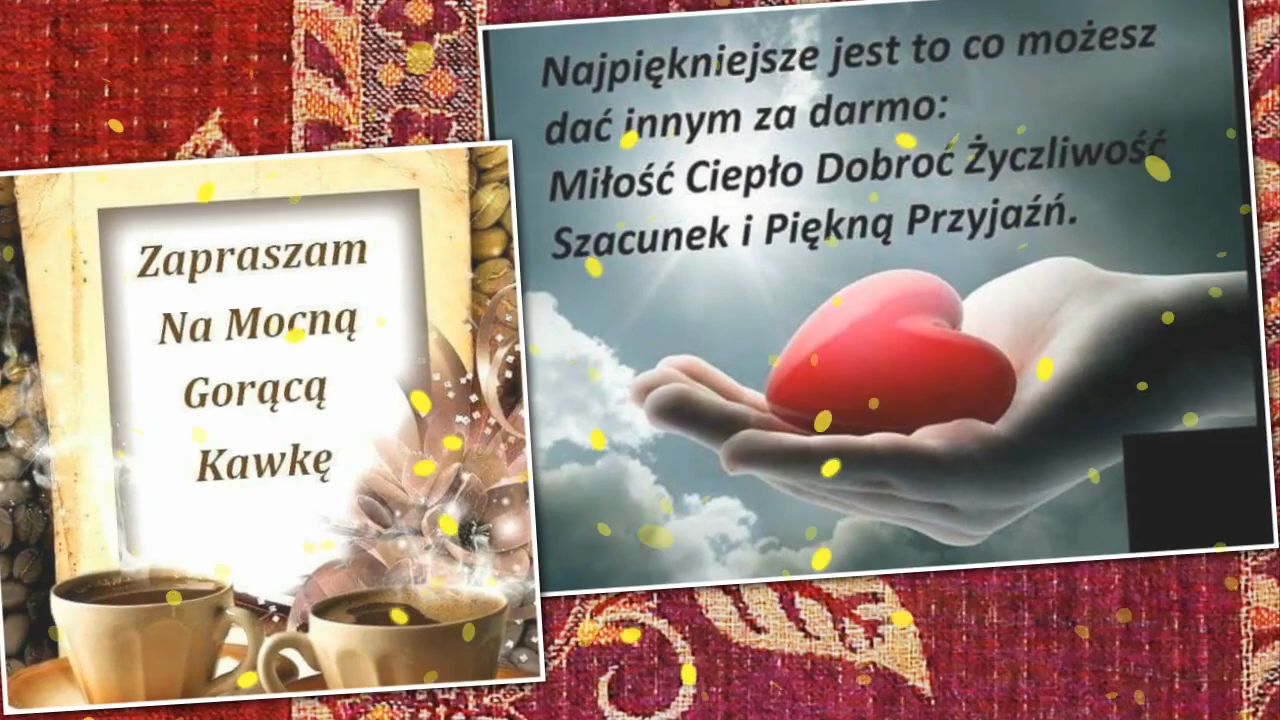 Zapraszam
Na Mocną
Gorącą
Kawkę
Najpiękniejsze jest to co możesz
dać innym za darmo:
Miłość Ciepło Dobroć Życzliwość
Szacunek i Piękną Przyjaźń.